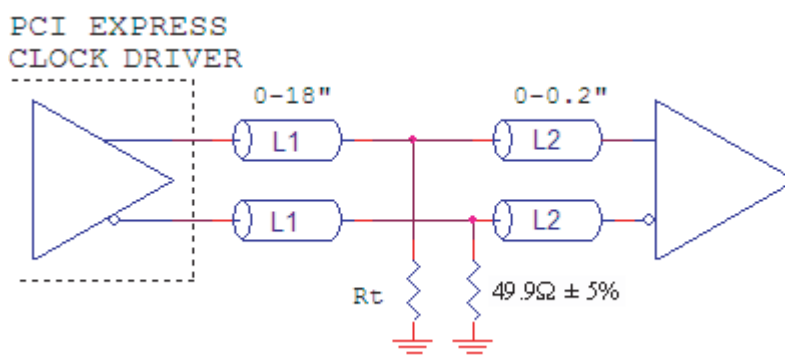 PCI EXPRESS
CLOCK DRIVER
0-18"
0-0.2"
L1
L2
L1
L2
Rt
49.9Ω ± 5%